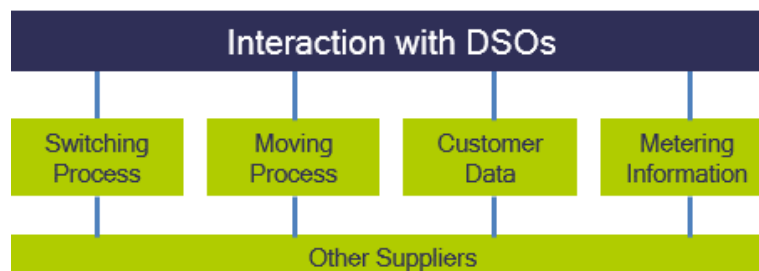 Interaction with DSOs
Switching
Process
Moving
Process
Customer
Data
Metering
Information
Other Suppliers